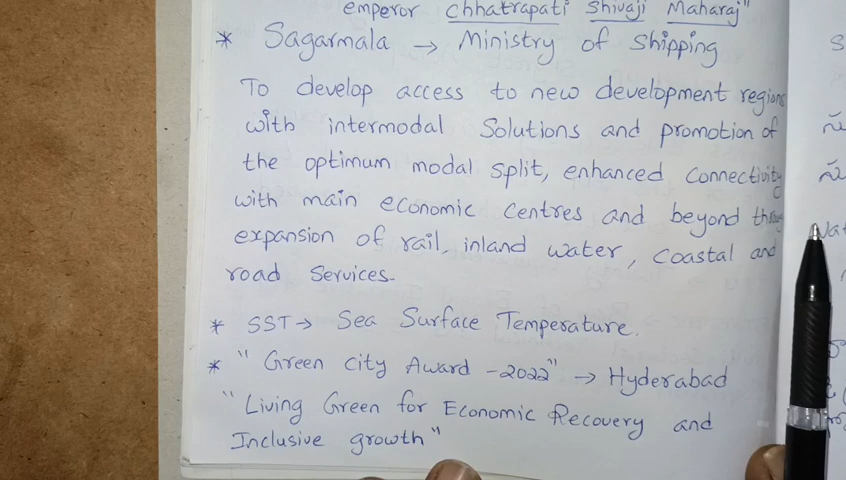 emperor Chhatrapati Shivaji Maharaj"
* Sagarmala → Ministry of Shipping
To develop access to new development regions
with intermodal Solutions and promotion of
the optimum modal split, enhanced connectivity
with main economic centres and beyond
expansion of rail, inland water, coastal and
road services.
* SST → Sea Surface Temperature.
* "Green City Award - 2022" → Hyderabad
"Living Green for Economic Recovery and
Inclusive growth"